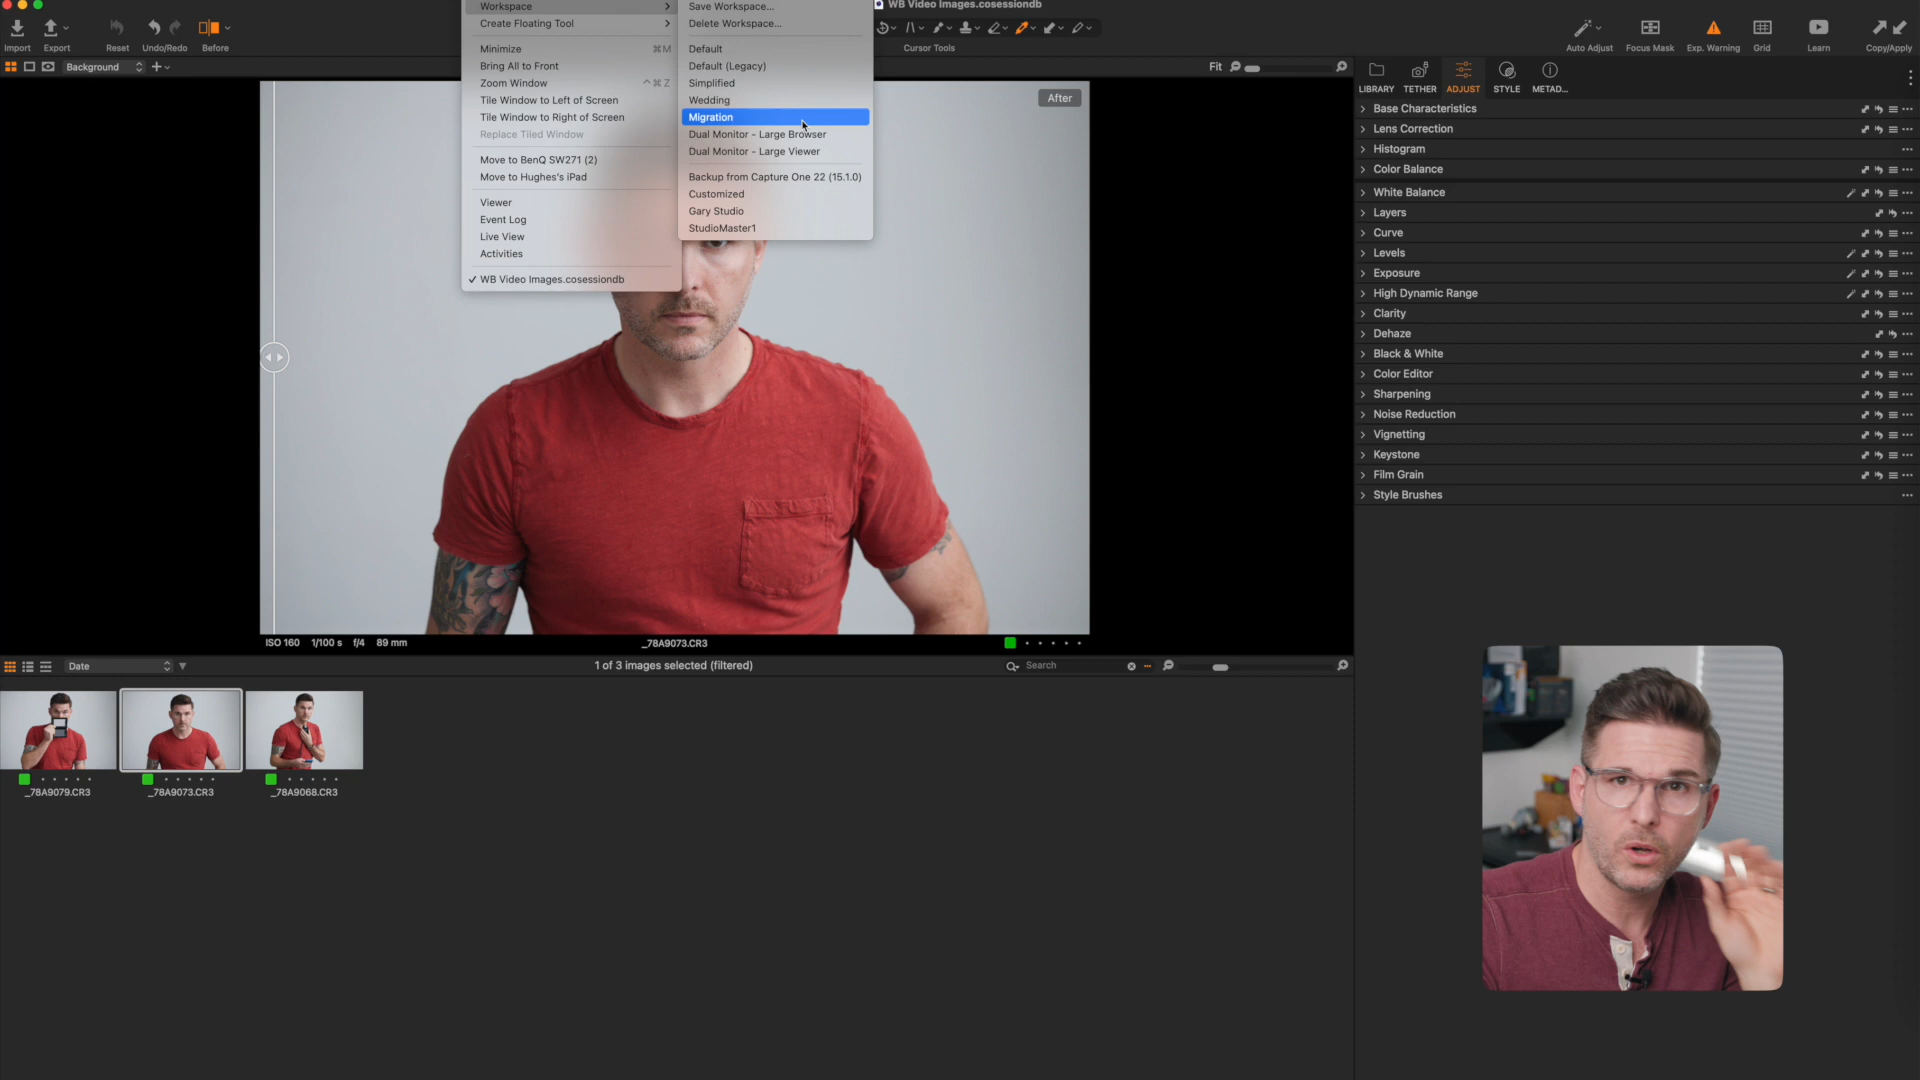 WB Video Images.cosessiondb
Import
Export
Reset
Undo/Redo
Before
Workspace
Create Floating Tool
Minimize ⌘M
Bring All to Front
Zoom Window ^⌘Z
Tile Window to Left of Screen
Tile Window to Right of Screen
Replace Tiled Window
Move to BenQ SW271 (2)
Move to Hughes's iPad
Viewer
Event Log
Live View
Activities
✓ WB Video Images.cosessiondb
Save Workspace...
Delete Workspace...
Default
Default (Legacy)
Simplified
Wedding
Migration
Dual Monitor - Large Browser
Dual Monitor - Large Viewer
Backup from Capture One 22 (15.1.0)
Customized
Gary Studio
StudioMaster1
Cursor Tools
Auto Adjust
Focus Mask
Exp. Warning
Grid
Learn
Copy/Apply
Background
Fit
After
LIBRARY
TETHER
ADJUST
STYLE
METAD...
Base Characteristics
Lens Correction
Histogram
Color Balance
White Balance
Layers
Curve
Levels
Exposure
High Dynamic Range
Clarity
Dehaze
Black & White
Color Editor
Sharpening
Noise Reduction
Vignetting
Keystone
Film Grain
Style Brushes
ISO 160 1/100 s f/4 89 mm
_78A9073.CR3
Date
1 of 3 images selected (filtered)
Search
_78A9079.CR3
_78A9073.CR3
_78A9068.CR3